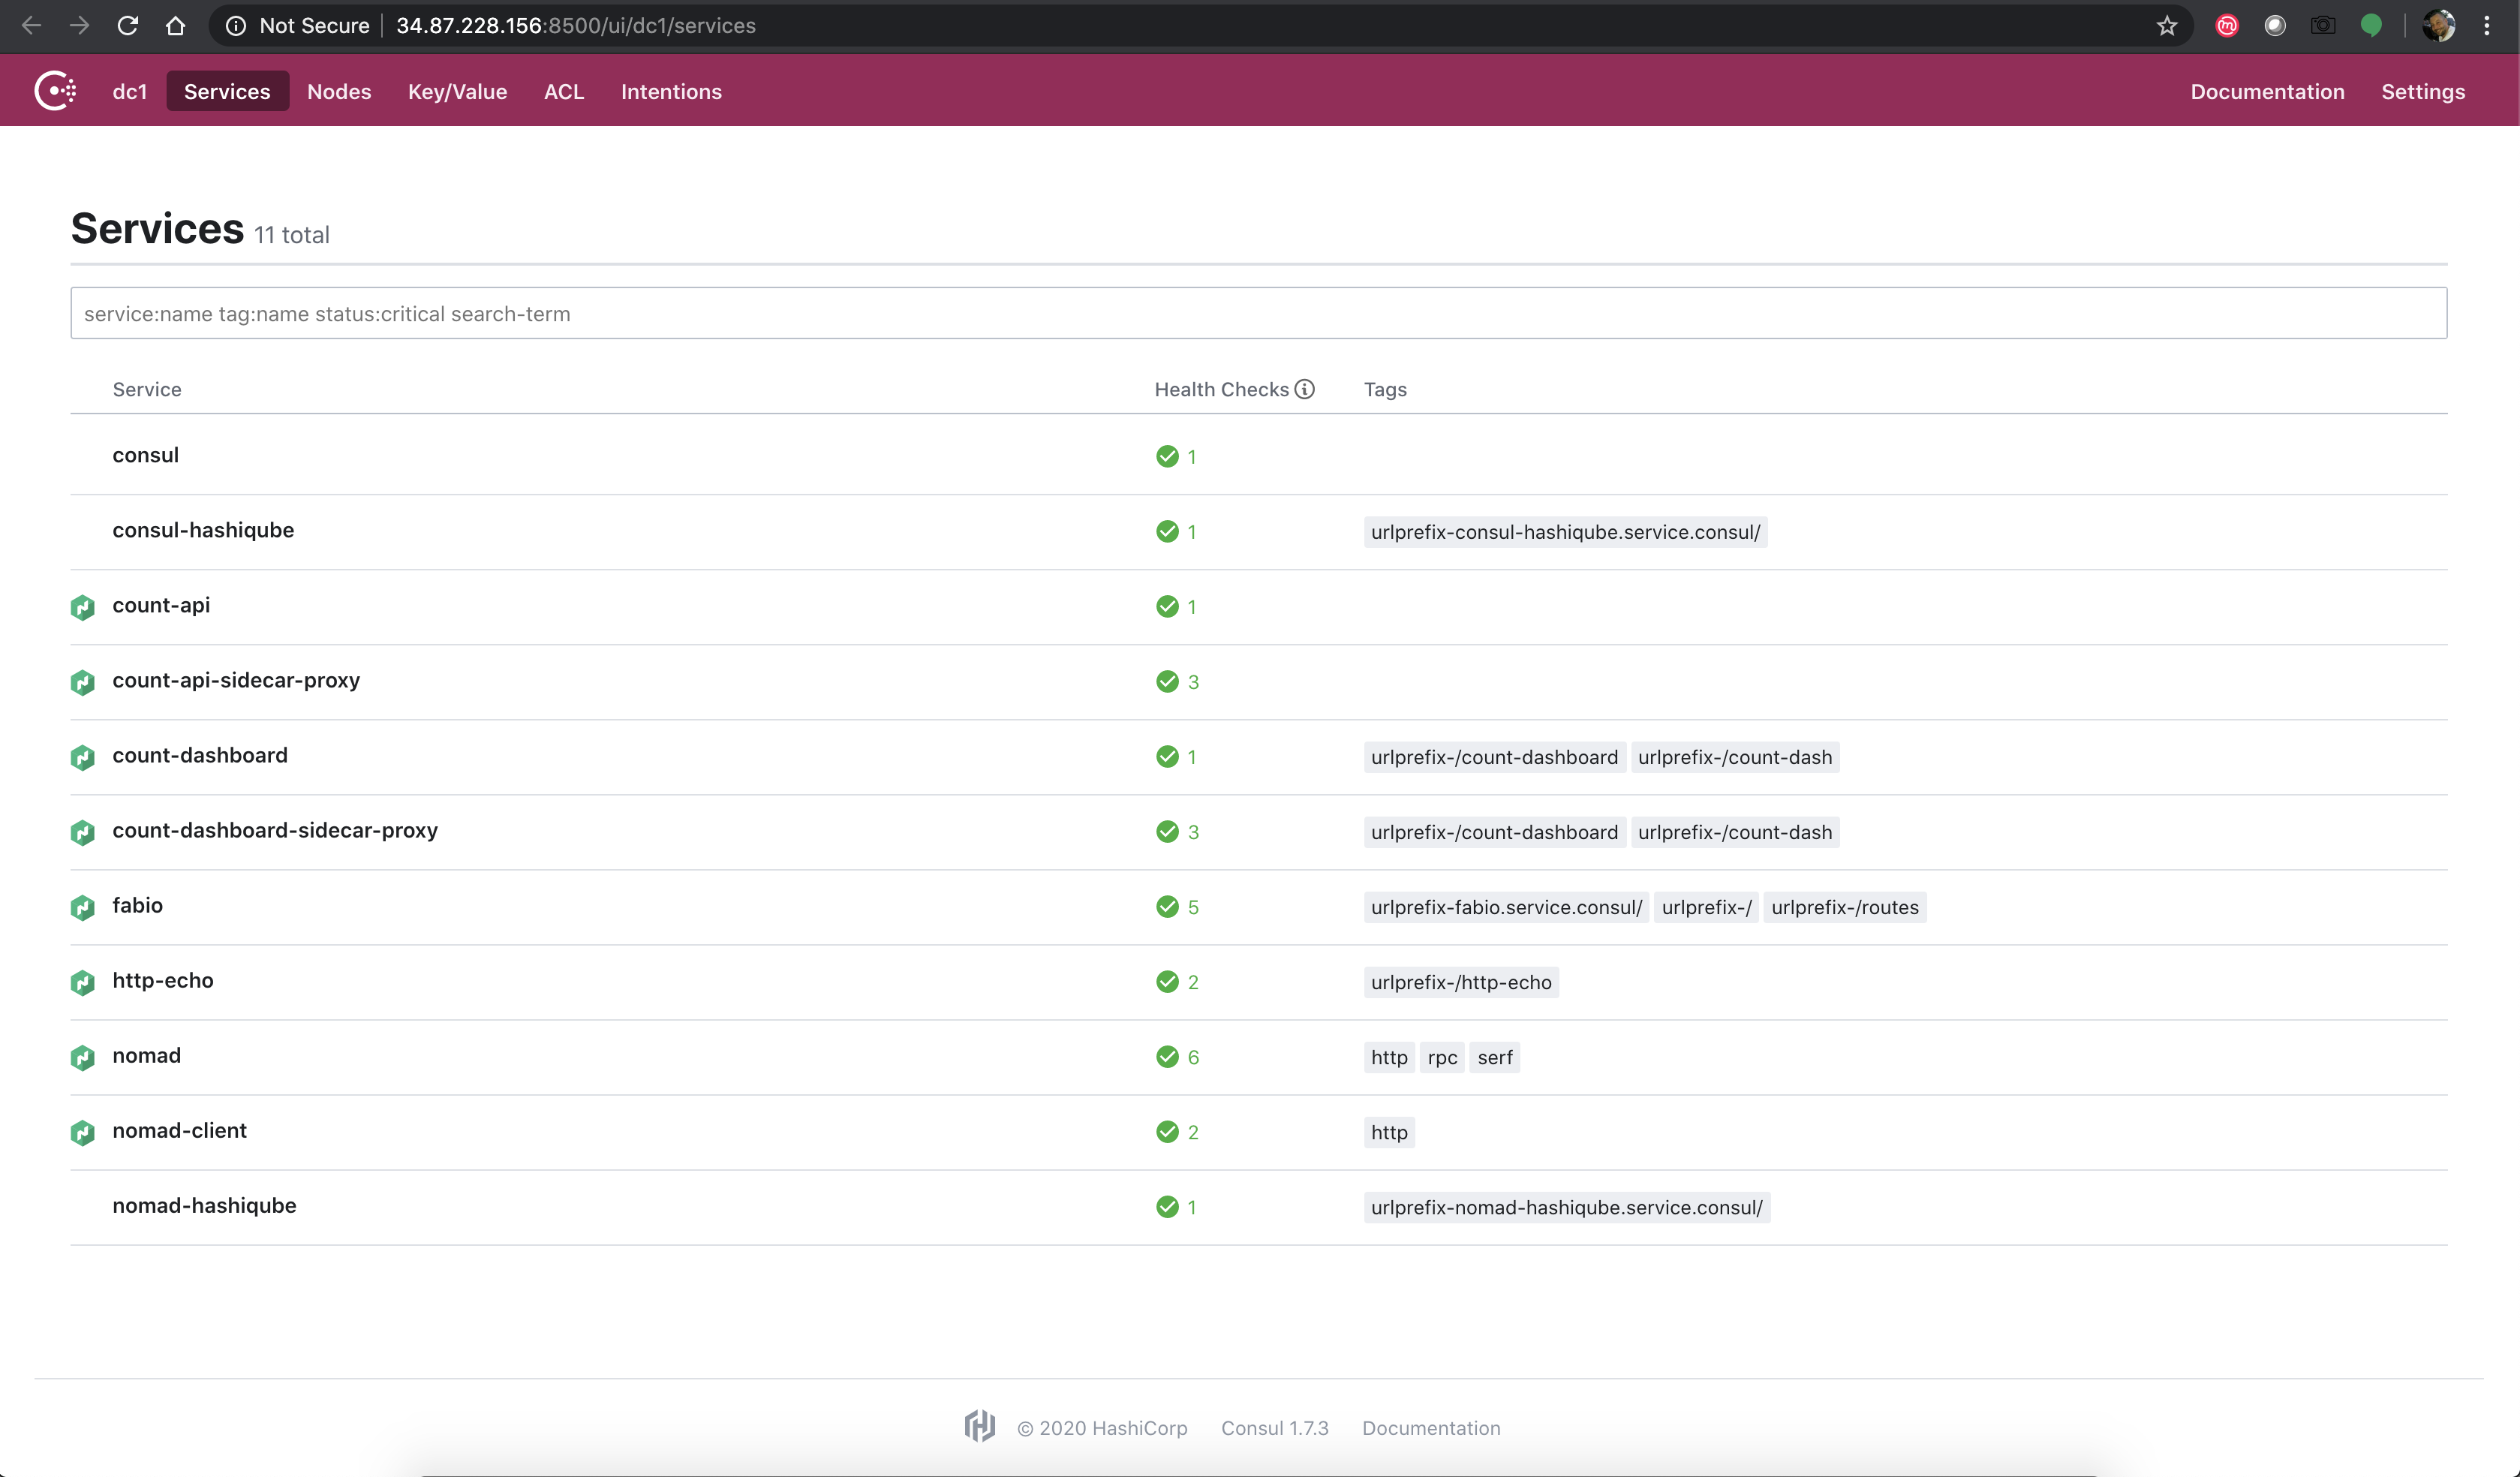 Not Secure 34.87.228.156:8500/ui/dc1/services
dc1 Services Nodes Key/Value ACL Intentions Documentation Settings
Services 11 total
service:name tag:name status:critical search-term
Service Health Checks Tags
consul 1
consul-hashiqube 1 urlprefix-consul-hashiqube.service.consul/
count-api 1
count-api-sidecar-proxy 3
count-dashboard 1 urlprefix-/count-dashboard urlprefix-/count-dash
count-dashboard-sidecar-proxy 3 urlprefix-/count-dashboard urlprefix-/count-dash
fabio 5 urlprefix-fabio.service.consul/ urlprefix-/ urlprefix-/routes
http-echo 2 urlprefix-/http-echo
nomad 6 http rpc serf
nomad-client 2 http
nomad-hashiqube 1 urlprefix-nomad-hashiqube.service.consul/
© 2020 HashiCorp Consul 1.7.3 Documentation